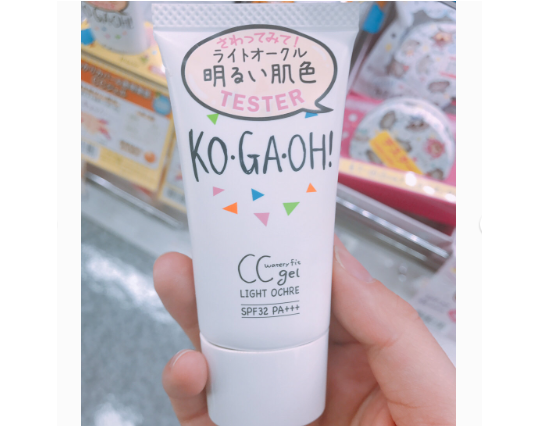 さわってみて!
ライトオークル
明るい肌色
TESTER
KO・GA・OH!
CC watery fit gel
LIGHT OCHRE
SPF32 PA+++